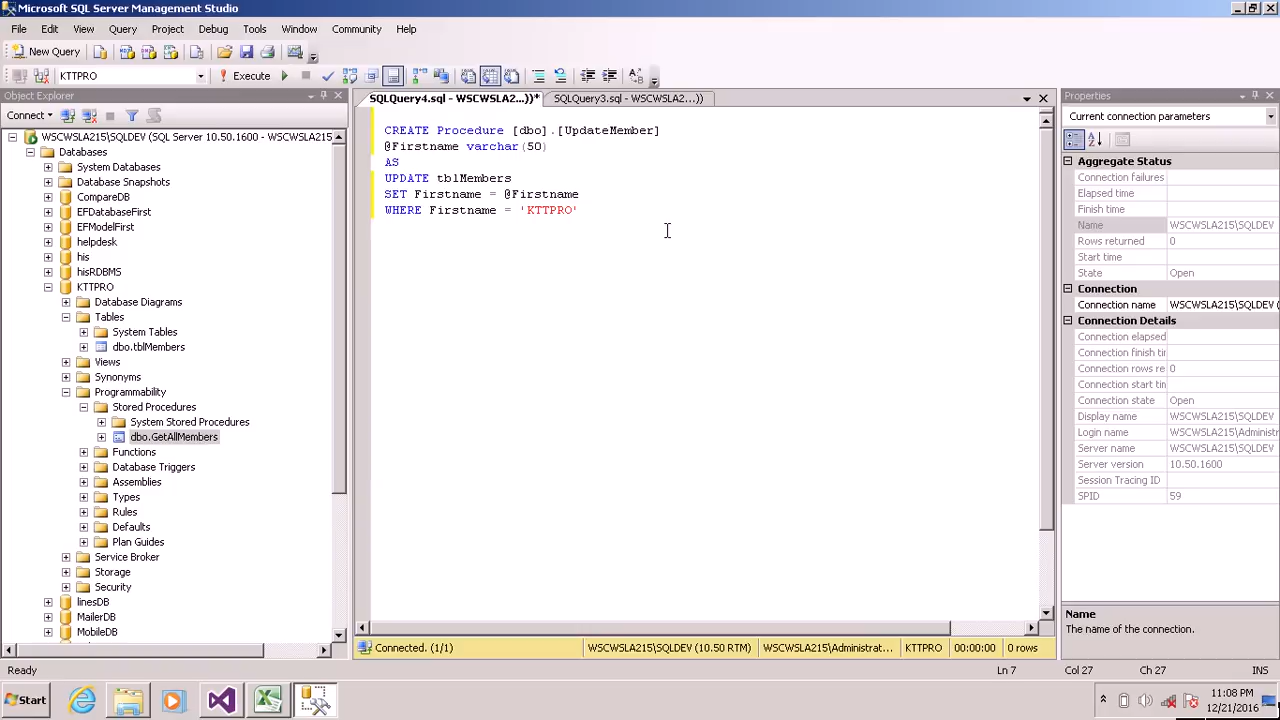 Microsoft SQL Server Management Studio
File Edit View Query Project Debug Tools Window Community Help
New Query
KTTPRO Execute
Object Explorer
Connect
WSCWSLA215\SQLDEV (SQL Server 10.50.1600 - WSCWSLA215
Databases
System Databases
Database Snapshots
CompareDB
EFDatabaseFirst
EFModelFirst
helpdesk
his
hisRDBMS
KTTPRO
Database Diagrams
Tables
System Tables
dbo.tblMembers
Views
Synonyms
Programmability
Stored Procedures
System Stored Procedures
dbo.GetAllMembers
Functions
Database Triggers
Assemblies
Types
Rules
Defaults
Plan Guides
Service Broker
Storage
Security
linesDB
MailerDB
MobileDB
SQLQuery4.sql - WSCWSLA2...))* SQLQuery3.sql - WSCWSLA2...))
CREATE Procedure [dbo].[UpdateMember]
@Firstname varchar(50)
AS
UPDATE tblMembers
SET Firstname = @Firstname
WHERE Firstname = 'KTTPRO'
Connected. (1/1) WSCWSLA215\SQLDEV (10.50 RTM) WSCWSLA215\Administrat... KTTPRO 00:00:00 0 rows
Properties
Current connection parameters
Aggregate Status
Connection failures
Elapsed time
Finish time
Name WSCWSLA215\SQLDEV
Rows returned 0
Start time
State Open
Connection
Connection name WSCWSLA215\SQLDEV (
Connection Details
Connection elapsed
Connection finish tir
Connection rows re 0
Connection start tin
Connection state Open
Display name WSCWSLA215\SQLDEV
Login name WSCWSLA215\Administ
Server name WSCWSLA215\SQLDEV
Server version 10.50.1600
Session Tracing ID
SPID 59
Name
The name of the connection.
Ready Ln 7 Col 27 Ch 27 INS
Start 11:08 PM
12/21/2016